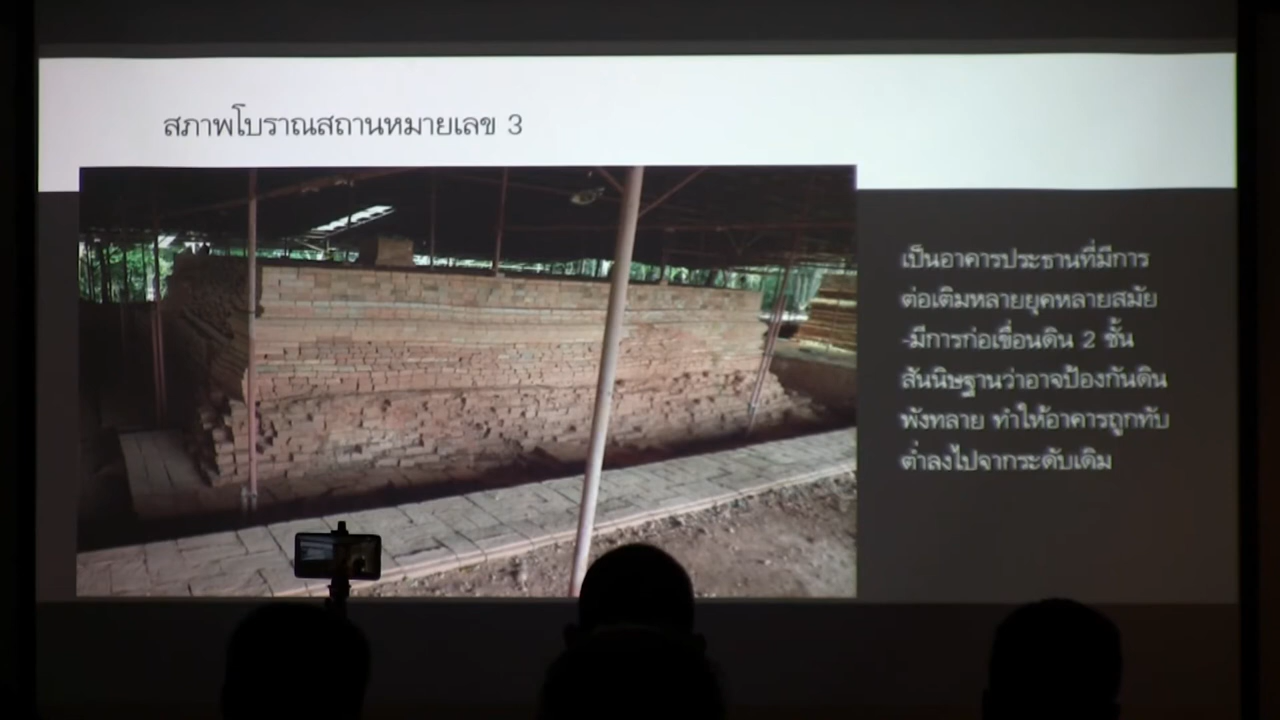 สภาพโบราณสถานหมายเลข 3
เป็นอาคารประธานที่มีการ
ต่อเติมหลายยุคหลายสมัย
-มีการก่อเขื่อนดิน 2 ชั้น
สันนิษฐานว่าอาจป้องกันดิน
พังทลาย ทำให้อาคารถูกทับ
ต่ำลงไปจากระดับเดิม